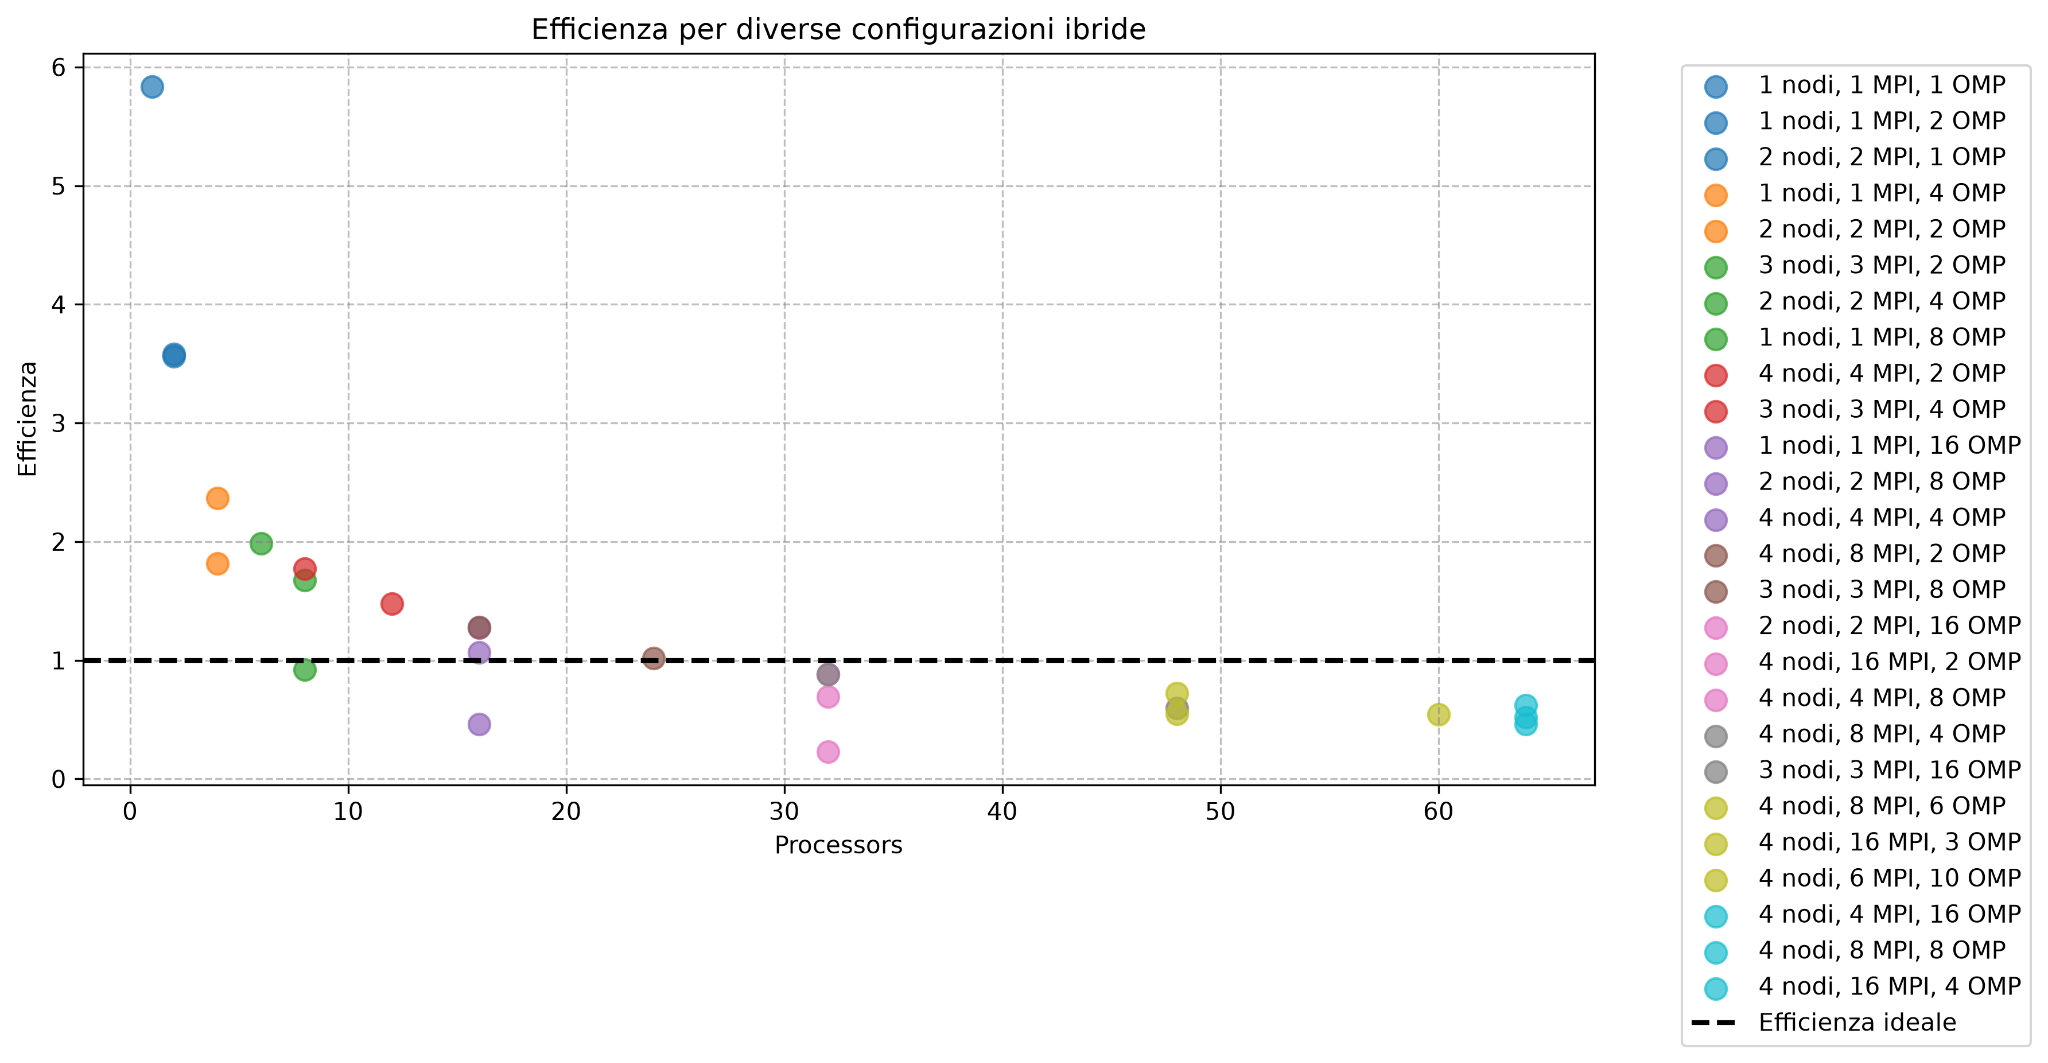 Efficienza per diverse configurazioni ibride
Efficienza
6
5
4
3
2
1
0
0 10 20 30 40 50 60
Processors
1 nodi, 1 MPI, 1 OMP
1 nodi, 1 MPI, 2 OMP
2 nodi, 2 MPI, 1 OMP
1 nodi, 1 MPI, 4 OMP
2 nodi, 2 MPI, 2 OMP
3 nodi, 3 MPI, 2 OMP
2 nodi, 2 MPI, 4 OMP
1 nodi, 1 MPI, 8 OMP
4 nodi, 4 MPI, 2 OMP
3 nodi, 3 MPI, 4 OMP
1 nodi, 1 MPI, 16 OMP
2 nodi, 2 MPI, 8 OMP
4 nodi, 4 MPI, 4 OMP
4 nodi, 8 MPI, 2 OMP
3 nodi, 3 MPI, 8 OMP
2 nodi, 2 MPI, 16 OMP
4 nodi, 16 MPI, 2 OMP
4 nodi, 4 MPI, 8 OMP
4 nodi, 8 MPI, 4 OMP
3 nodi, 3 MPI, 16 OMP
4 nodi, 8 MPI, 6 OMP
4 nodi, 16 MPI, 3 OMP
4 nodi, 6 MPI, 10 OMP
4 nodi, 4 MPI, 16 OMP
4 nodi, 8 MPI, 8 OMP
4 nodi, 16 MPI, 4 OMP
Efficienza ideale